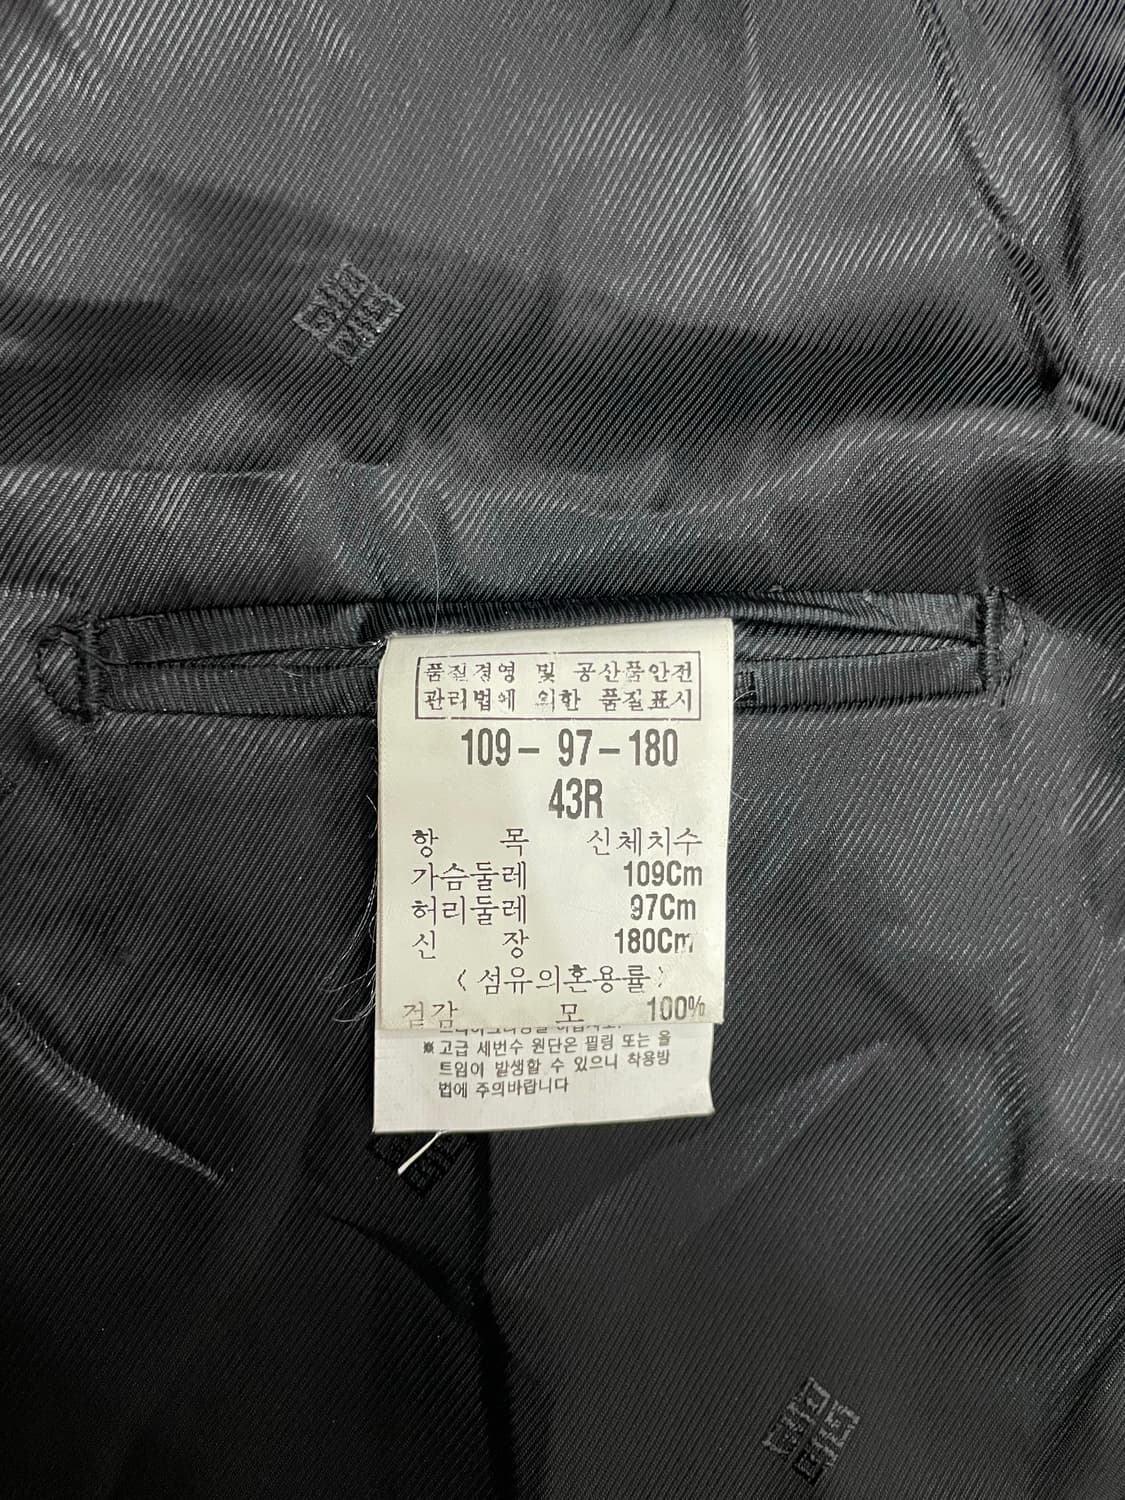 품질경영 및 공산품안전
관리법에 의한 품질표시
109- 97-180
43R
항 목 신체치수
가슴둘레 109Cm
허리둘레 97Cm
신 장 180Cm
<섬유의혼용률>
겉감 모 100%
※고급 세번수 원단은 필링 또는 올
트임이 발생할 수 있으니 착용방
법에 주의바랍니다